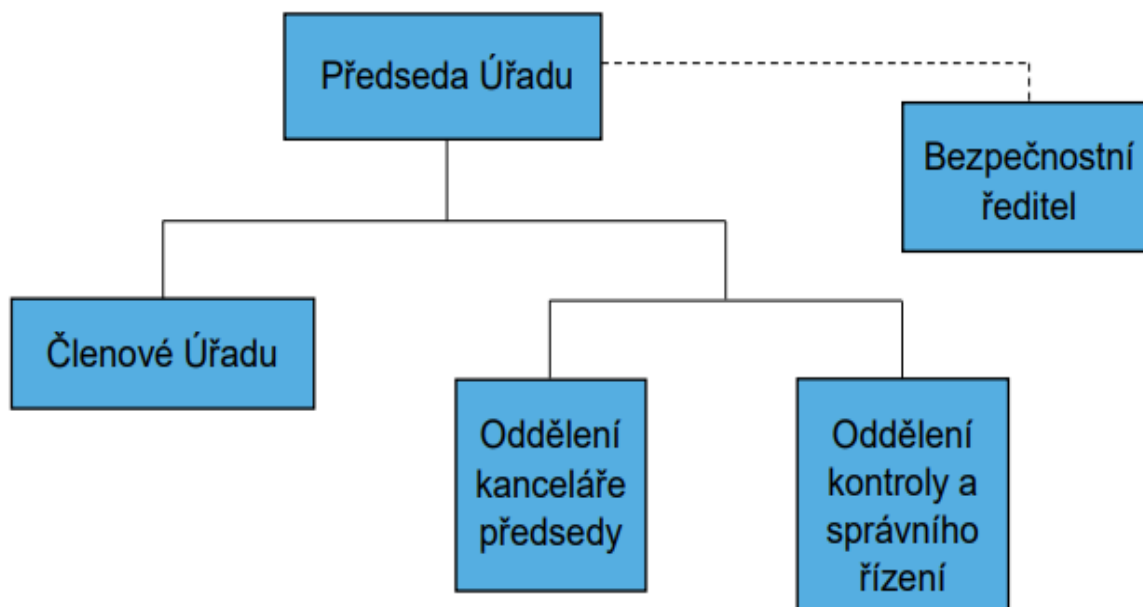 Předseda Úřadu
Bezpečnostní
ředitel
Členové Úřadu
Oddělení
kanceláře
předsedy
Oddělení
kontroly a
správního
řízení